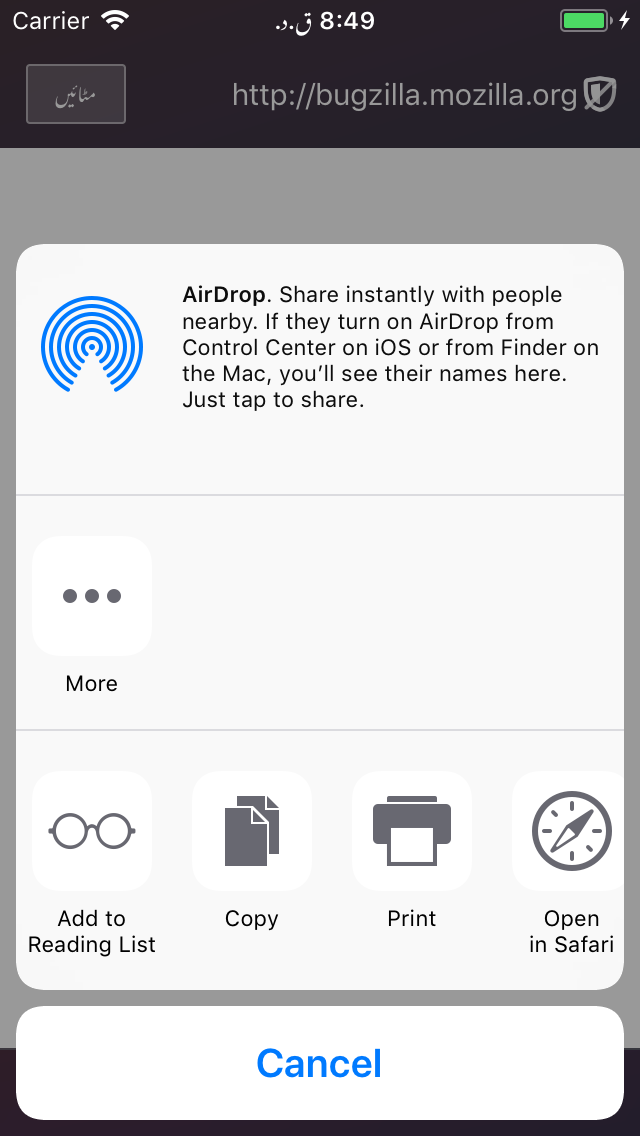 Carrier
8:49 ق.د.
مٹائیں
http://bugzilla.mozilla.org
AirDrop. Share instantly with people
nearby. If they turn on AirDrop from
Control Center on iOS or from Finder on
the Mac, you’ll see their names here.
Just tap to share.
More
Add to
Reading List
Copy
Print
Open
in Safari
Cancel